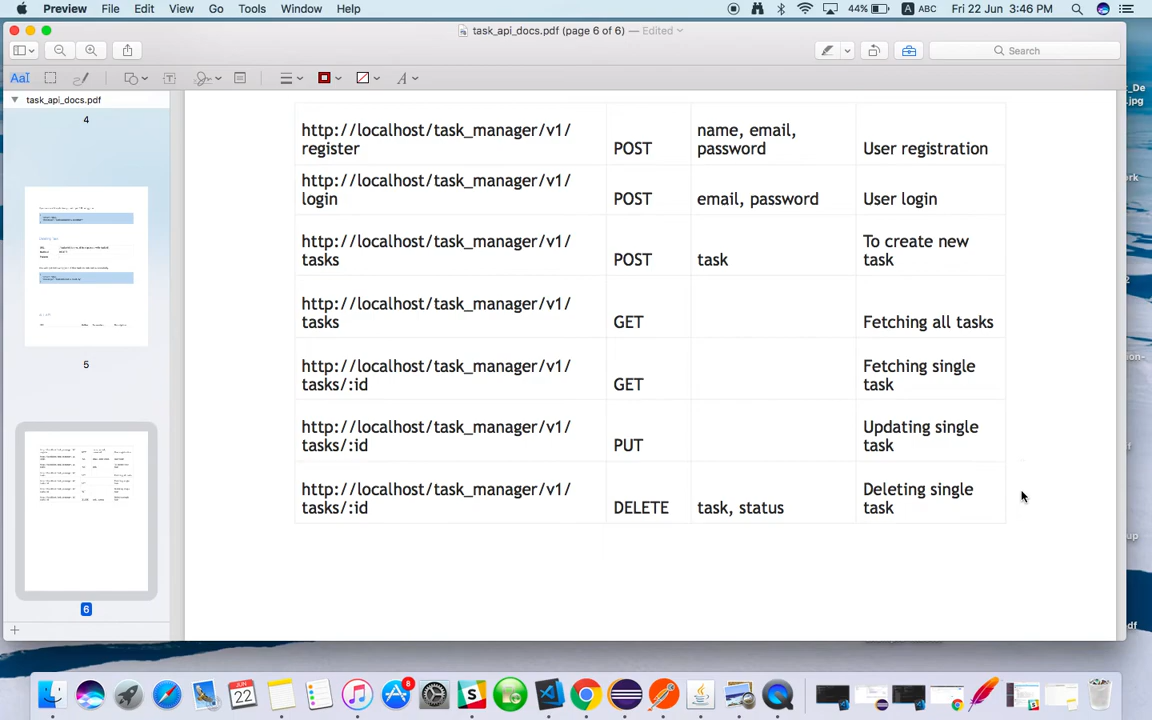 Preview File Edit View Go Tools Window Help 44% A ABC Fri 22 Jun 3:46 PM
task_api_docs.pdf (page 6 of 6) — Edited
Search
AaI T A
task_api_docs.pdf
4
5
6
http://localhost/task_manager/v1/
register POST name, email,
password User registration
http://localhost/task_manager/v1/
login POST email, password User login
http://localhost/task_manager/v1/
tasks POST task To create new
task
http://localhost/task_manager/v1/
tasks GET Fetching all tasks
http://localhost/task_manager/v1/
tasks/:id GET Fetching single
task
http://localhost/task_manager/v1/
tasks/:id PUT Updating single
task
http://localhost/task_manager/v1/
tasks/:id DELETE task, status Deleting single
task
.jpg
JUN
22
8